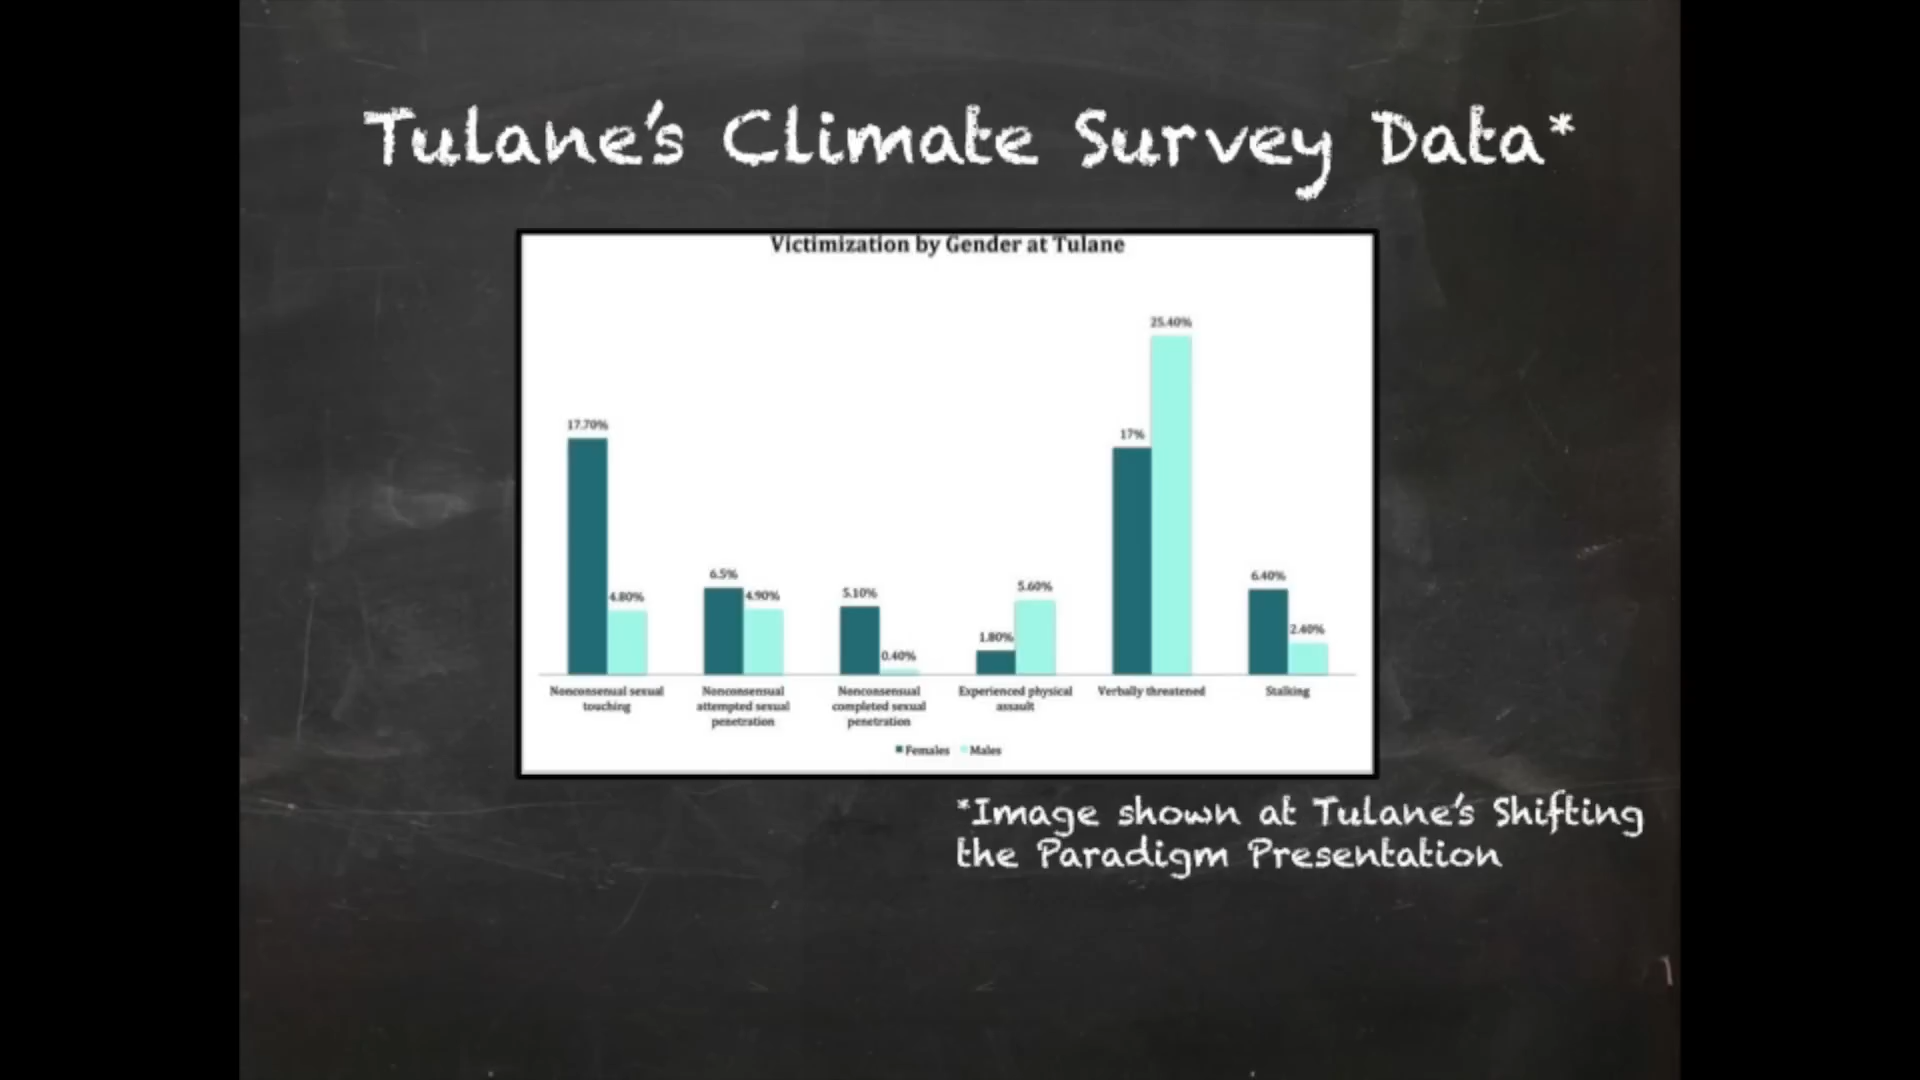 Tulane's Climate Survey Data*
Victimization by Gender at Tulane
25.40%
17.70%
17%
6.5%
4.80%
4.90%
5.10%
0.40%
1.80%
5.60%
6.40%
2.40%
Nonconsenual sexual
touching
Nonconsensual
attempted sexual
penetration
Nonconsensual
completed sexual
penetration
Experienced physical
assault
Verbally threatened
Stalking
Females Males
*Image shown at Tulane's Shifting
the Paradigm Presentation